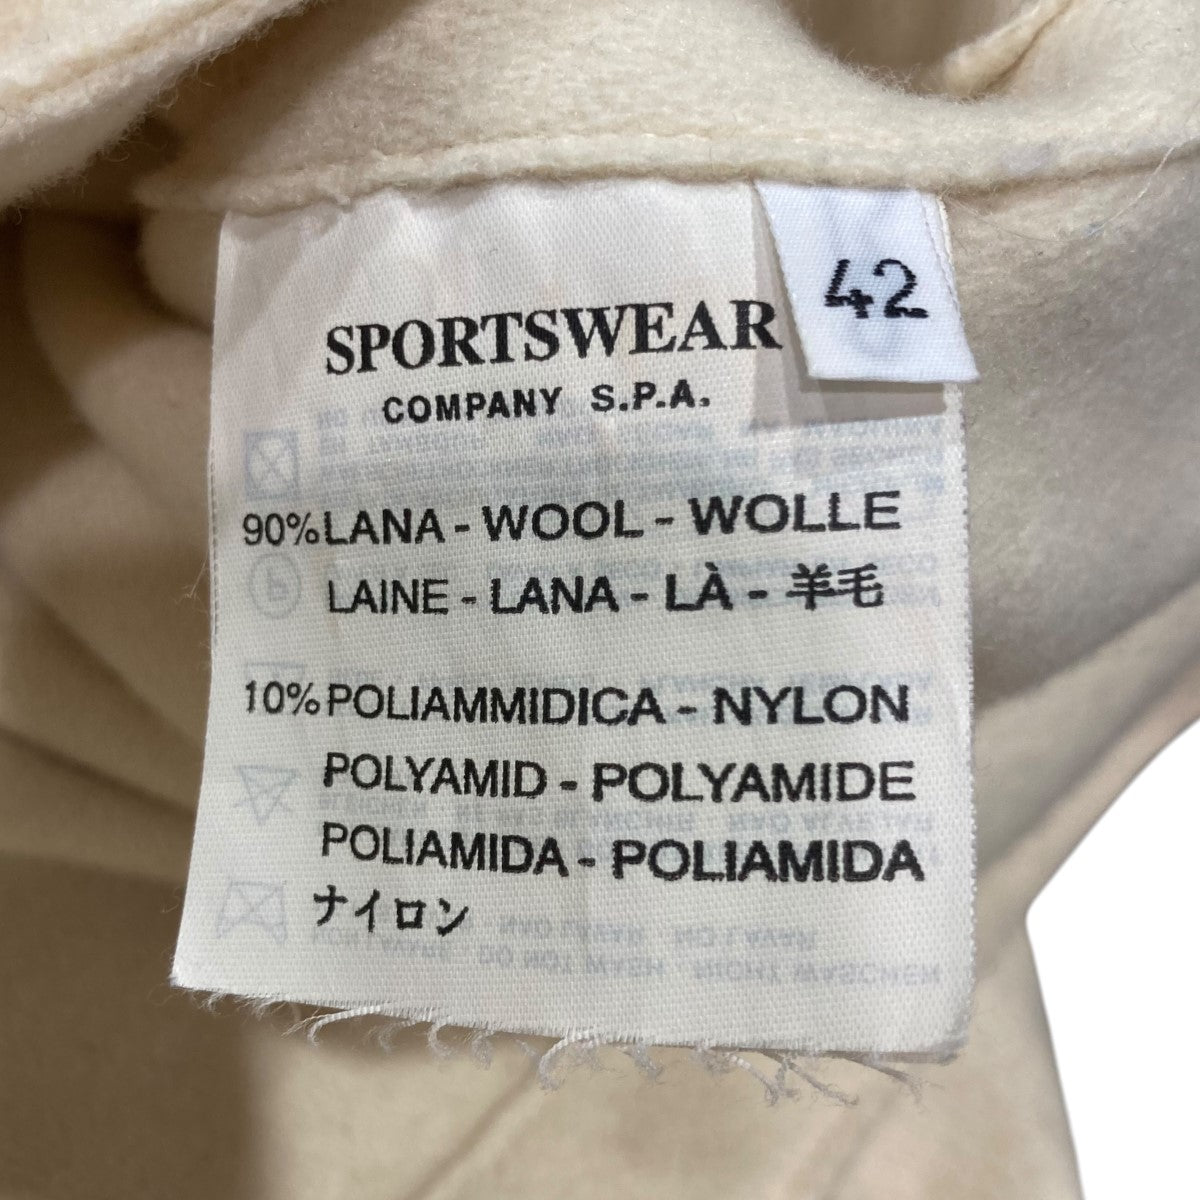 42
SPORTSWEAR
COMPANY S.P.A.
90% LANA - WOOL - WOLLE
LAINE - LANA - LÀ - 羊毛
10% POLIAMMIDICA - NYLON
POLYAMID - POLYAMIDE
POLIAMIDA - POLIAMIDA
ナイロン